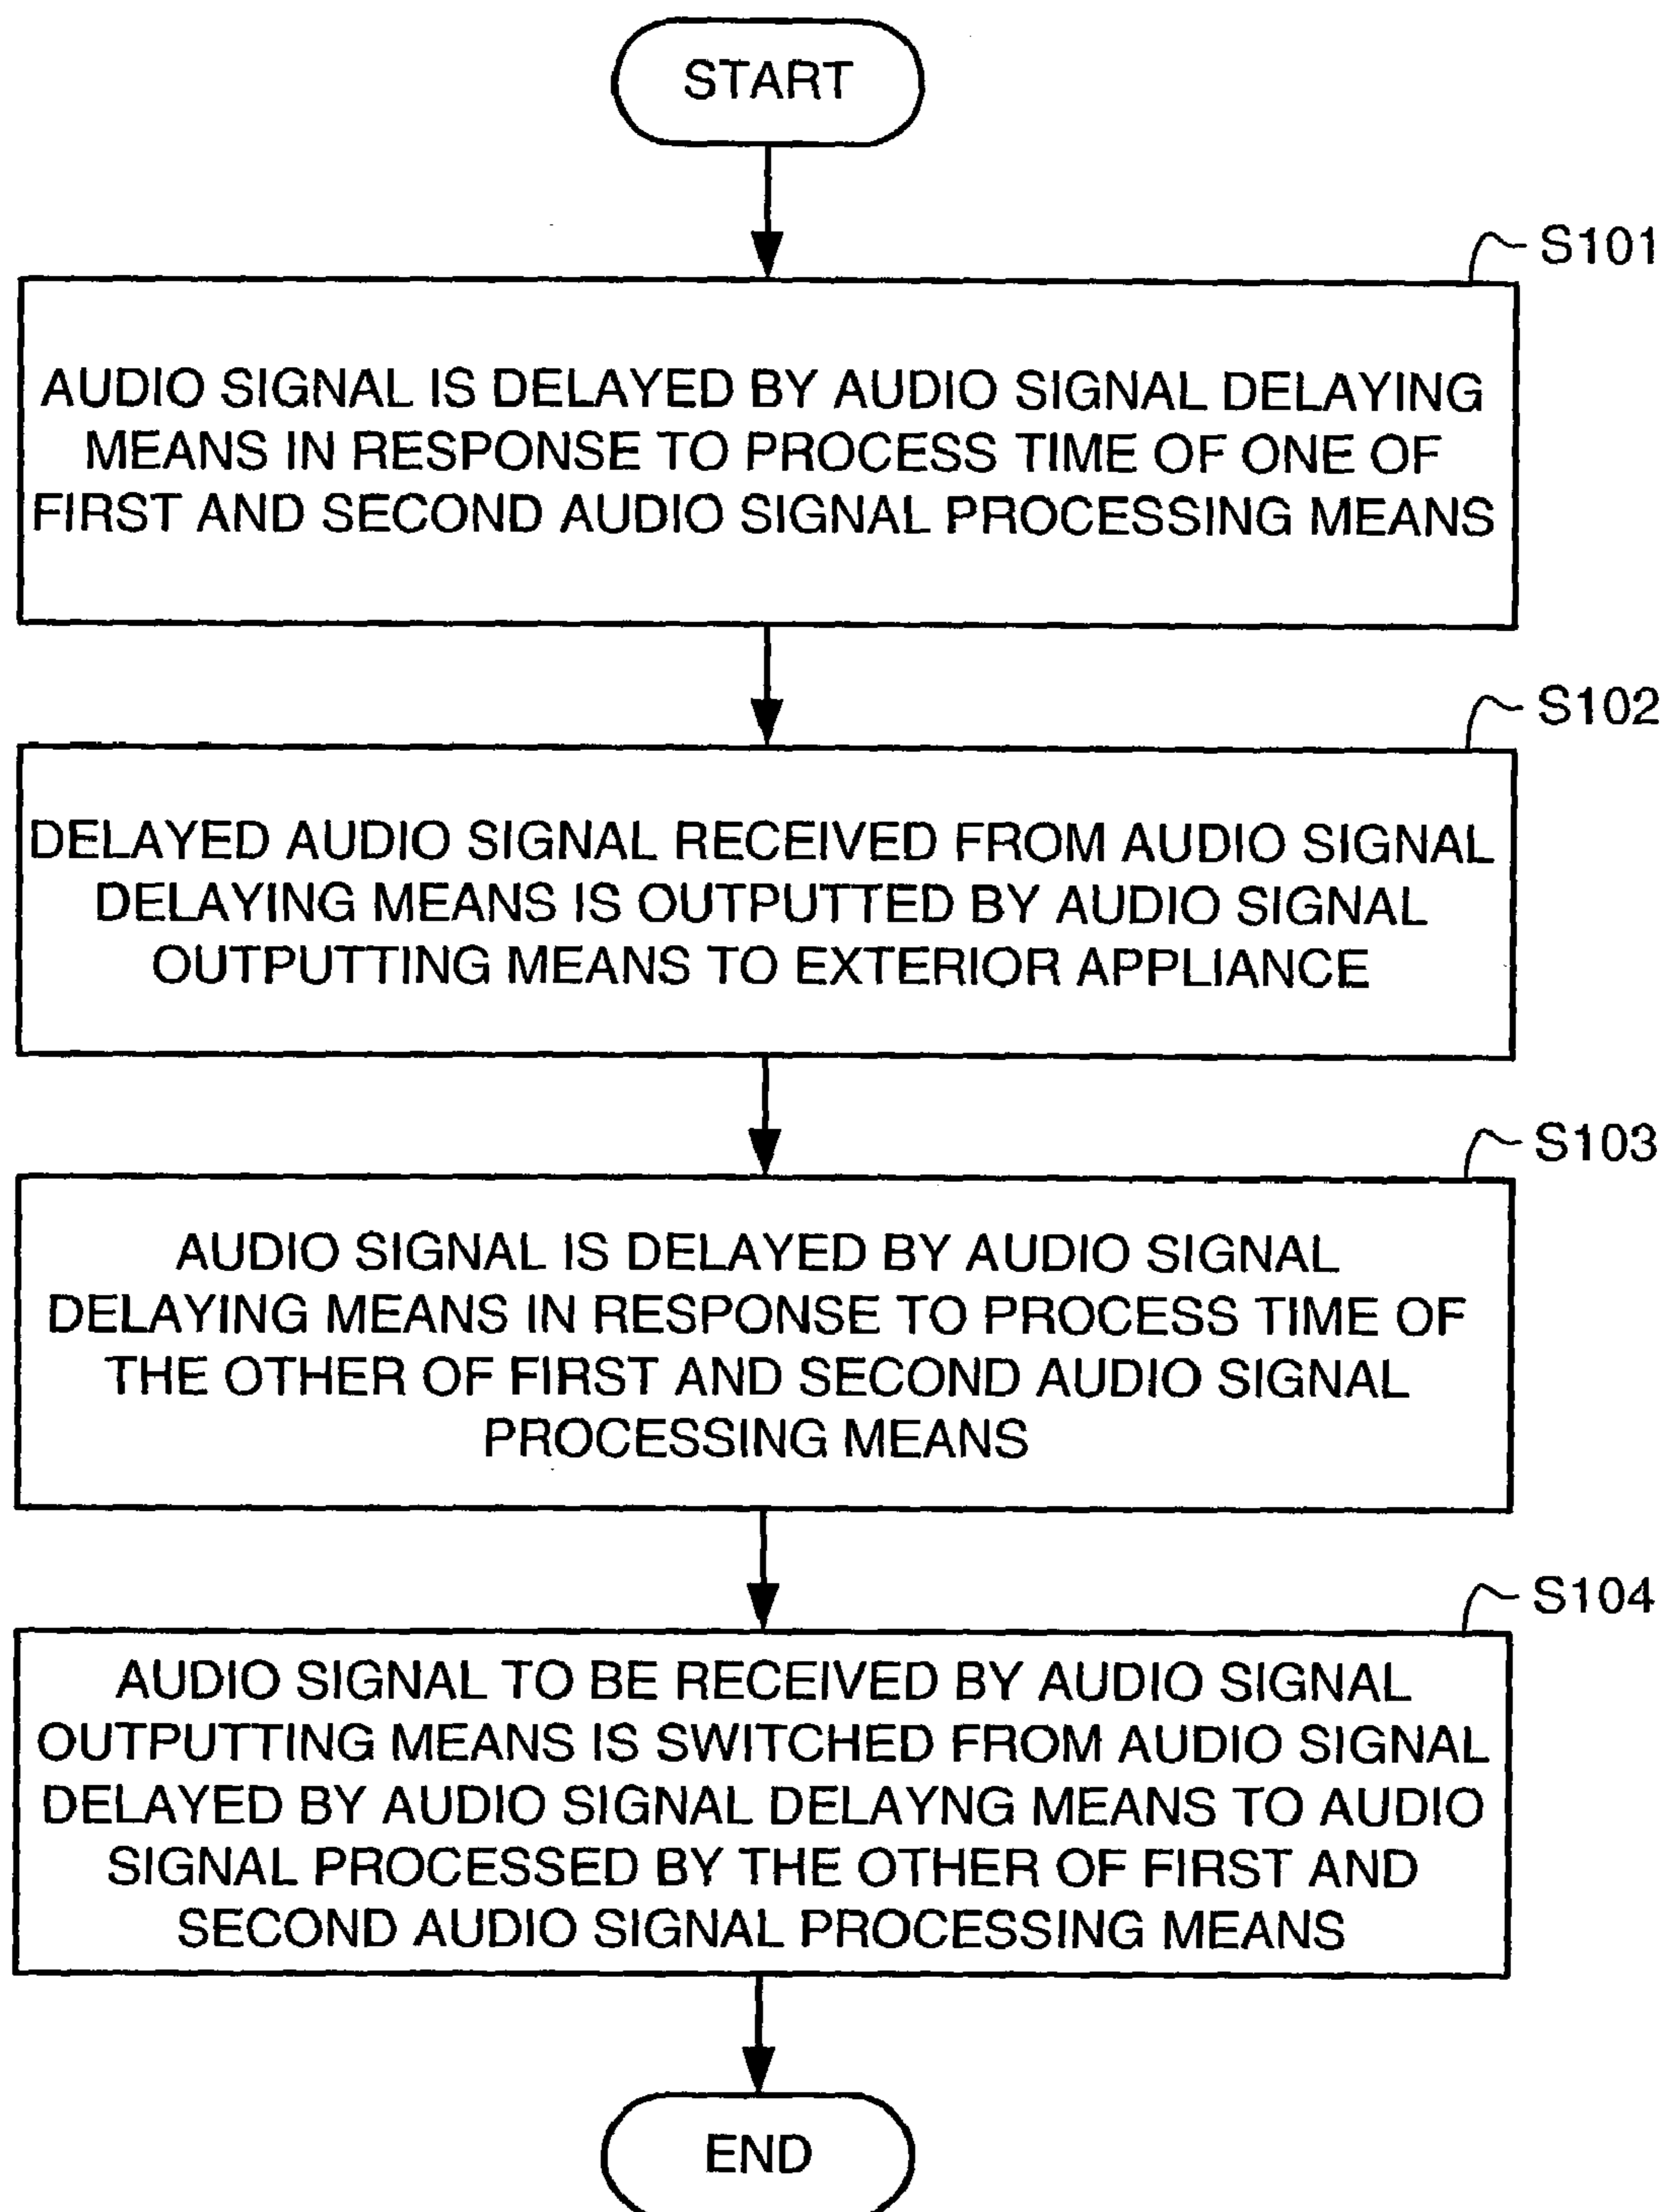 START
S101
AUDIO SIGNAL IS DELAYED BY AUDIO SIGNAL DELAYING
MEANS IN RESPONSE TO PROCESS TIME OF ONE OF
FIRST AND SECOND AUDIO SIGNAL PROCESSING MEANS
S102
DELAYED AUDIO SIGNAL RECEIVED FROM AUDIO SIGNAL
DELAYING MEANS IS OUTPUTTED BY AUDIO SIGNAL
OUTPUTTING MEANS TO EXTERIOR APPLIANCE
S103
AUDIO SIGNAL IS DELAYED BY AUDIO SIGNAL
DELAYING MEANS IN RESPONSE TO PROCESS TIME OF
THE OTHER OF FIRST AND SECOND AUDIO SIGNAL
PROCESSING MEANS
S104
AUDIO SIGNAL TO BE RECEIVED BY AUDIO SIGNAL
OUTPUTTING MEANS IS SWITCHED FROM AUDIO SIGNAL
DELAYED BY AUDIO SIGNAL DELAYNG MEANS TO AUDIO
SIGNAL PROCESSED BY THE OTHER OF FIRST AND
SECOND AUDIO SIGNAL PROCESSING MEANS
END